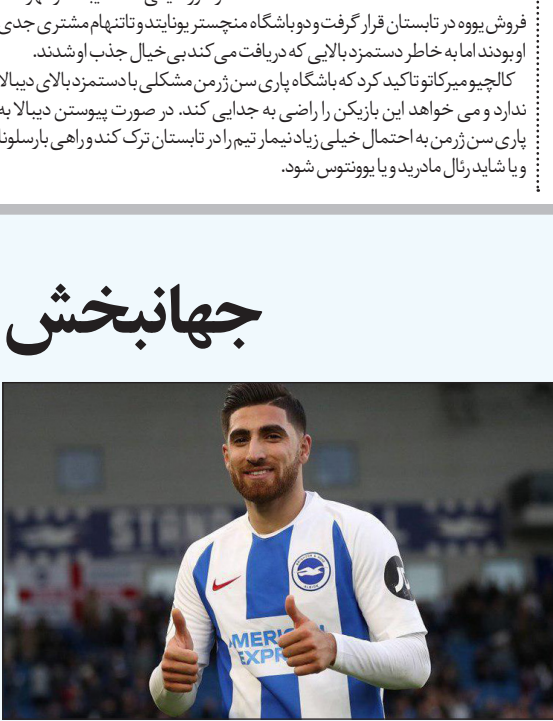 فروش یووه در تابستان قرار گرفت و دو باشگاه منچستر یونایتد و تاتنهام مشتری جدی
او بودند اما به خاطر دستمزد بالایی که دریافت می کند بی خیال جذب او شدند.
کالچیو میرکاتو تاکید کرد که باشگاه پاری سن ژرمن مشکلی با دستمزد بالای دیبالا
ندارد و می خواهد این بازیکن را راضی به جدایی کند. در صورت پیوستن دیبالا به
پاری سن ژرمن به احتمال خیلی زیاد نیمار تیم را در تابستان ترک کند و راهی بارسلونا
و یا شاید رئال مادرید و یا یوونتوس شود.
جهانبخش